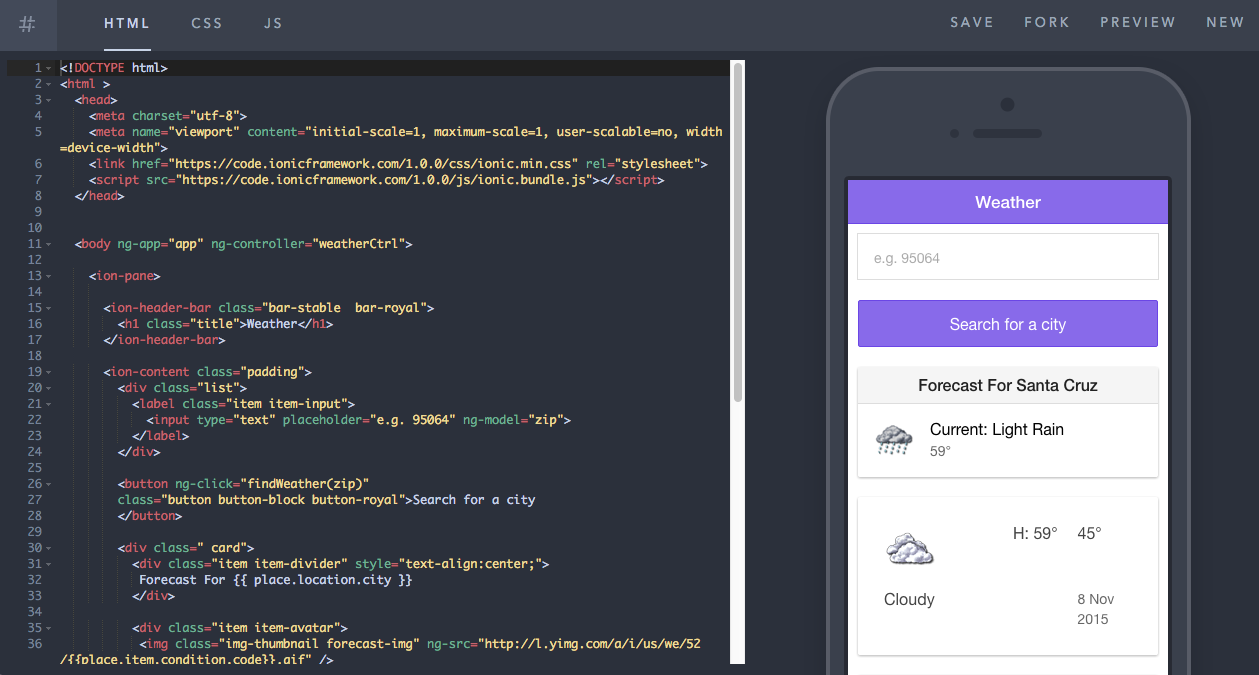 # HTML CSS JS SAVE FORK PREVIEW NEW
1 <!DOCTYPE html>
2 <html >
3 <head>
4 <meta charset="utf-8">
5 <meta name="viewport" content="initial-scale=1, maximum-scale=1, user-scalable=no, width
=device-width">
6 <link href="https://code.ionicframework.com/1.0.0/css/ionic.min.css" rel="stylesheet">
7 <script src="https://code.ionicframework.com/1.0.0/js/ionic.bundle.js"></script>
8 </head>
9
10
11 <body ng-app="app" ng-controller="weatherCtrl">
12
13 <ion-pane>
14
15 <ion-header-bar class="bar-stable  bar-royal">
16 <h1 class="title">Weather</h1>
17 </ion-header-bar>
18
19 <ion-content class="padding">
20 <div class="list">
21 <label class="item item-input">
22 <input type="text" placeholder="e.g. 95064" ng-model="zip">
23 </label>
24 </div>
25
26 <button ng-click="findWeather(zip)"
27 class="button button-block button-royal">Search for a city
28 </button>
29
30 <div class=" card">
31 <div class="item item-divider" style="text-align:center;">
32 Forecast For {{ place.location.city }}
33 </div>
34
35 <div class="item item-avatar">
36 <img class="img-thumbnail forecast-img" ng-src="http://l.yimg.com/a/i/us/we/52
/{{place.item.condition.code}}.gif" />
Weather
e.g. 95064
Search for a city
Forecast For Santa Cruz
Current: Light Rain
59°
H: 59° 45°
Cloudy
8 Nov
2015